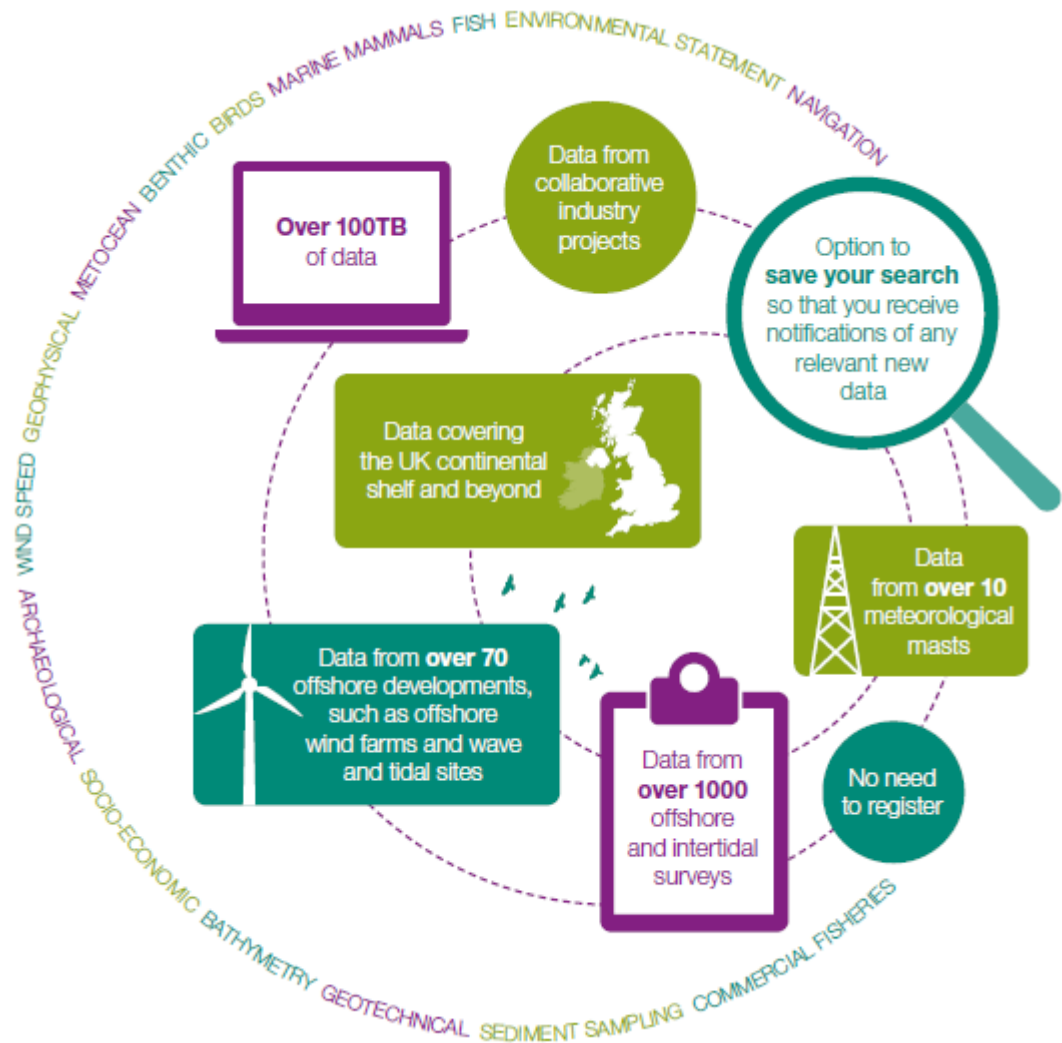 COMMERCIAL FISHERIES SEDIMENT SAMPLING GEOTECHNICAL BATHYMETRY SOCIO-ECONOMIC ARCHAEOLOGICAL WIND SPEED GEOPHYSICAL METOCEAN BENTHIC BIRDS MARINE MAMMALS FISH ENVIRONMENTAL STATEMENT NAVIGATION
Data from
collaborative
industry
projects
Over 100TB
of data
Option to
save your search
so that you receive
notifications of any
relevant new
data
Data covering
the UK continental
shelf and beyond
Data
from over 10
meteorological
masts
Data from over 70
offshore developments,
such as offshore
wind farms and wave
and tidal sites
Data from
over 1000
offshore
and intertidal
surveys
No need
to register